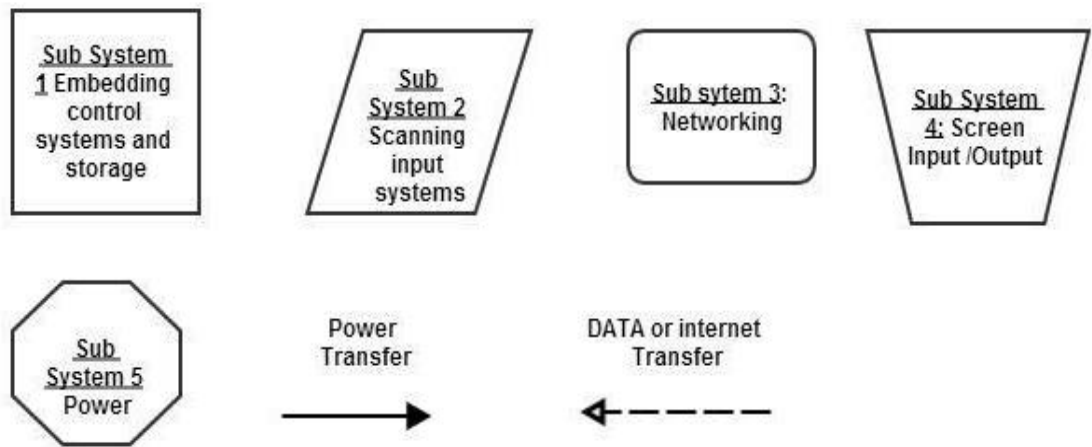 Sub System
1 Embedding
control
systems and
storage
Sub
System 2
Scanning
input
systems
Sub sytem 3:
Networking
Sub System
4: Screen
Input /Output
Sub
System 5
Power
Power
Transfer
DATA or internet
Transfer